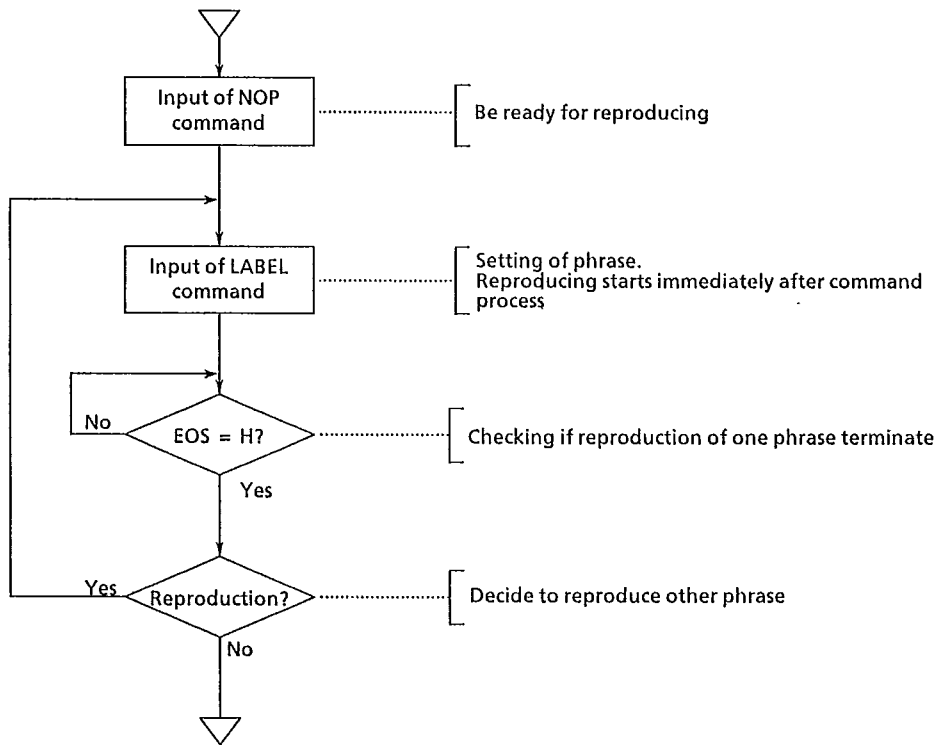 Input of NOP
command
Be ready for reproducing
Input of LABEL
command
Setting of phrase.
Reproducing starts immediately after command
process
No
EOS = H?
Checking if reproduction of one phrase terminate
Yes
Yes
Reproduction?
Decide to reproduce other phrase
No